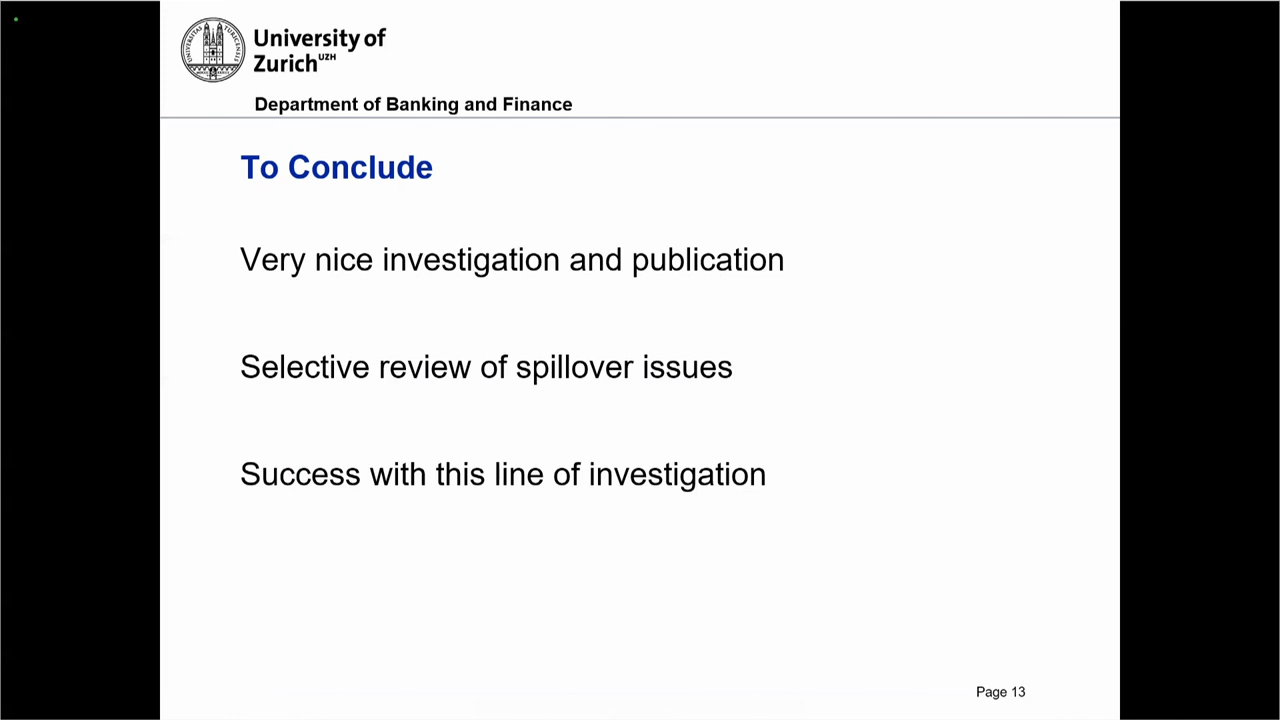 University of
Zurich UZH
Department of Banking and Finance
To Conclude
Very nice investigation and publication
Selective review of spillover issues
Success with this line of investigation
Page 13